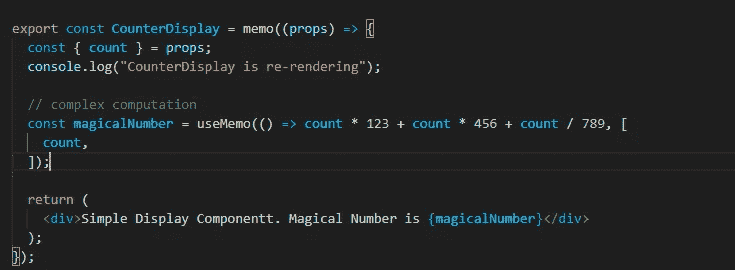 export const CounterDisplay = memo((props) => {
  const { count } = props;
  console.log("CounterDisplay is re-rendering");
  // complex computation
  const magicalNumber = useMemo(() => count * 123 + count * 456 + count / 789, [
    count,
  ]);
  return (
    <div>Simple Display Componentt. Magical Number is {magicalNumber}</div>
  );
});